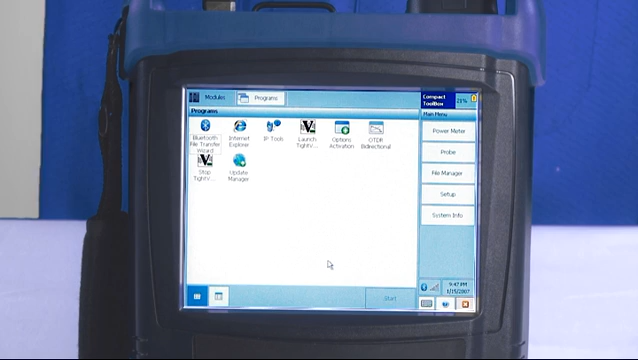 Modules
Programs
Compact
ToolBox
28%
Programs
Main Menu
Bluetooth
File Transfer
Wizard
Internet
Explorer
IP Tools
Launch
TightV...
Options
Activation
OTDR
Bidirectional
Stop
TightV...
Update
Manager
Power Meter
Probe
File Manager
Setup
System Info
Start
9:47 PM
1/15/2007